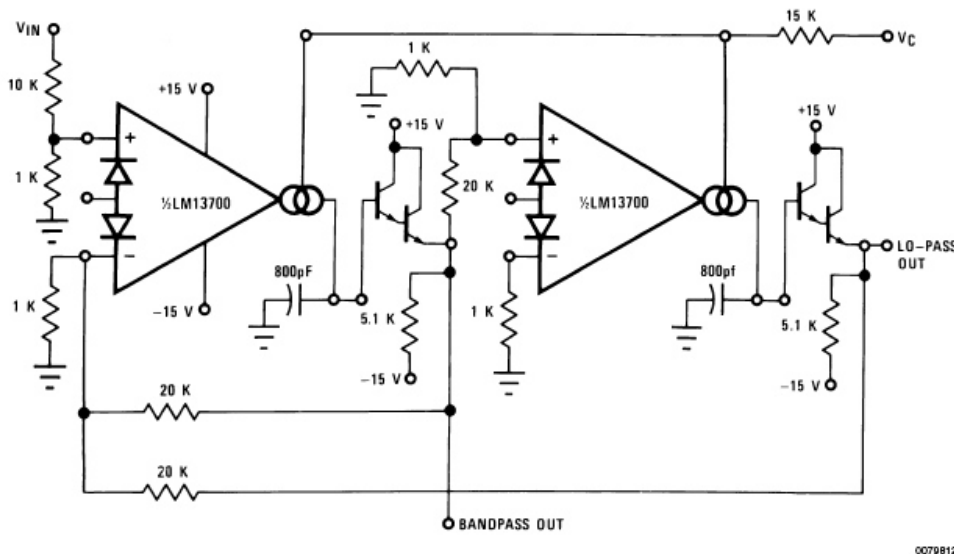 VIN
10 K
1 K
+15 V
+
½LM13700
−
−15 V
1 K
800pF
+15 V
5.1 K
−15 V
1 K
20 K
+
½LM13700
−
1 K
15 K
VC
+15 V
800pf
LO-PASS
OUT
5.1 K
−15 V
20 K
20 K
BANDPASS OUT
0079812